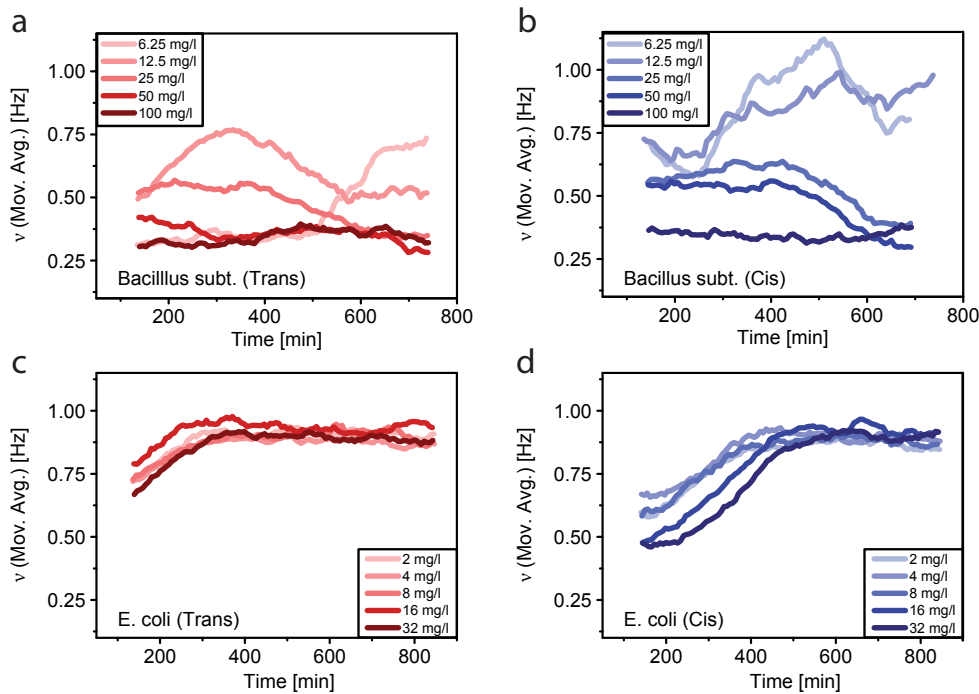 a
6.25 mg/l
12.5 mg/l
25 mg/l
50 mg/l
100 mg/l
1.00
0.75
0.50
0.25
ν (Mov. Avg.) [Hz]
Bacilllus subt. (Trans)
200 400 600 800
Time [min]
b
6.25 mg/l
12.5 mg/l
25 mg/l
50 mg/l
100 mg/l
1.00
0.75
0.50
0.25
ν (Mov. Avg.) [Hz]
Bacillus subt. (Cis)
200 400 600 800
Time [min]
c
1.00
0.75
0.50
0.25
ν (Mov. Avg.) [Hz]
2 mg/l
4 mg/l
8 mg/l
16 mg/l
32 mg/l
E. coli (Trans)
200 400 600 800
Time [min]
d
1.00
0.75
0.50
0.25
ν (Mov. Avg.) [Hz]
2 mg/l
4 mg/l
8 mg/l
16 mg/l
32 mg/l
E. coli (Cis)
200 400 600 800
Time [min]